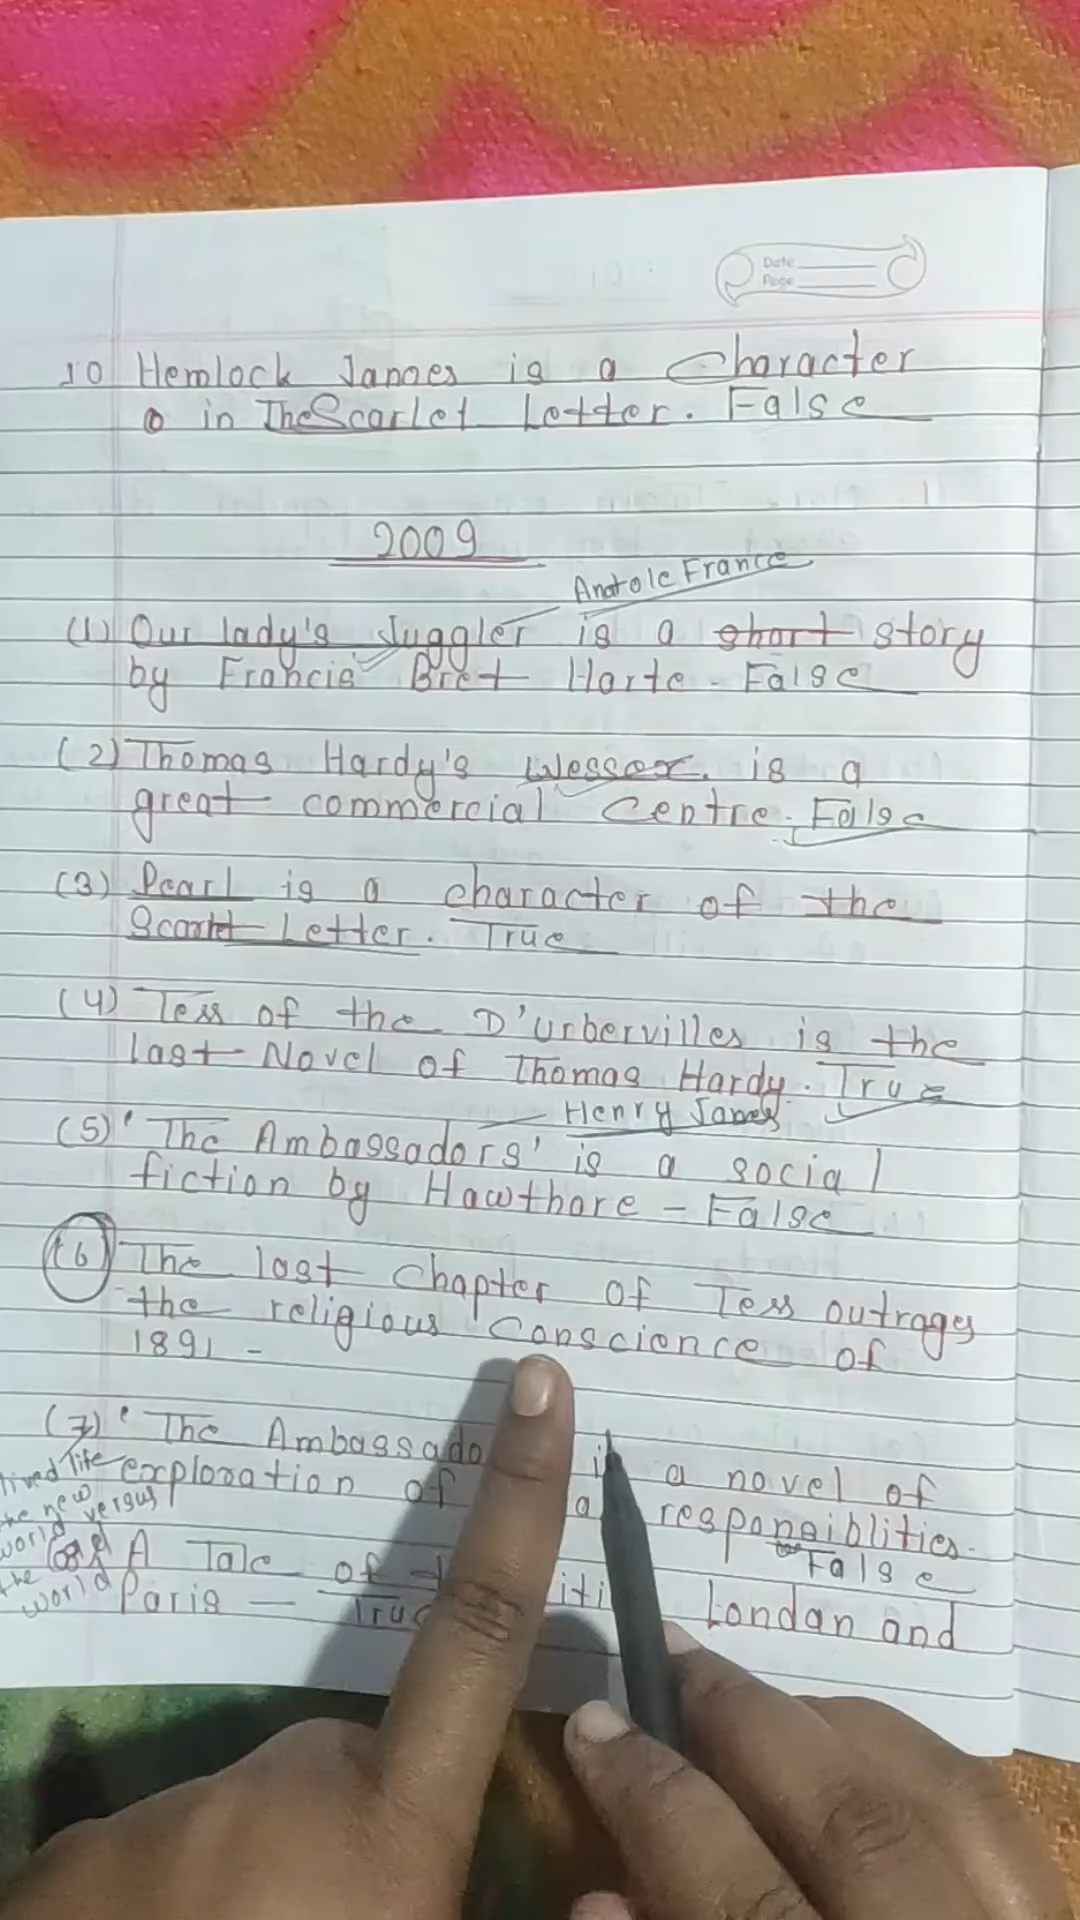 Date
Page
10 Hemlock James is a Character
in The Scarlet Letter. False
2009
Anatole France
(1) Our lady's Juggler is a short story
by Francis Bret Harte - False
(2) Thomas Hardy's Wessex. is a
great commercial Centre. False
(3) Pearl is a character of the
Scarlet Letter. True
(4) Tess of the D'Urbervilles is the
last Novel of Thomas Hardy. True
Henry James
(5) 'The Ambassadors' is a social
fiction by Hawthare - False
(6) The last Chapter of Tess outrages
the religious Conscience of
1891 -
(7) 'The Ambassado is a novel of
exploration of a responsiblities.
False
lived life
the new
world versus
the old
world
A Tale of iti Landan and
Paris - True